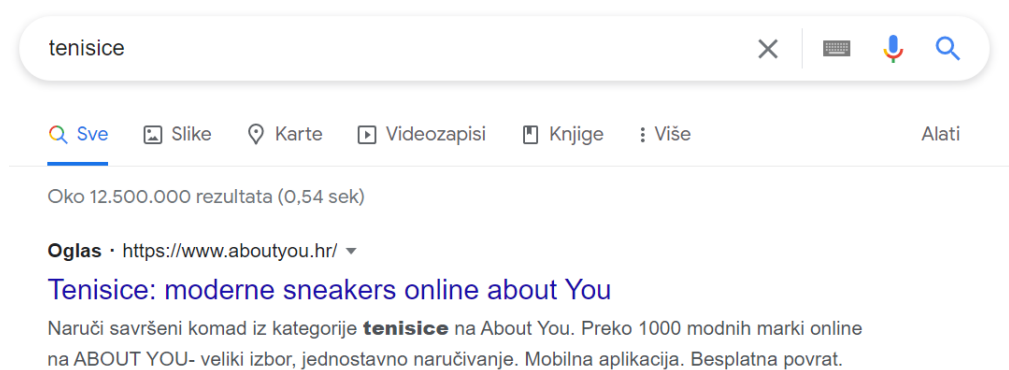 tenisice
Sve Slike Karte Videozapisi Knjige Više Alati
Oko 12.500.000 rezultata (0,54 sek)
Oglas · https://www.aboutyou.hr/
Tenisice: moderne sneakers online about You
Naruči savršeni komad iz kategorije tenisice na About You. Preko 1000 modnih marki online
na ABOUT YOU- veliki izbor, jednostavno naručivanje. Mobilna aplikacija. Besplatna povrat.